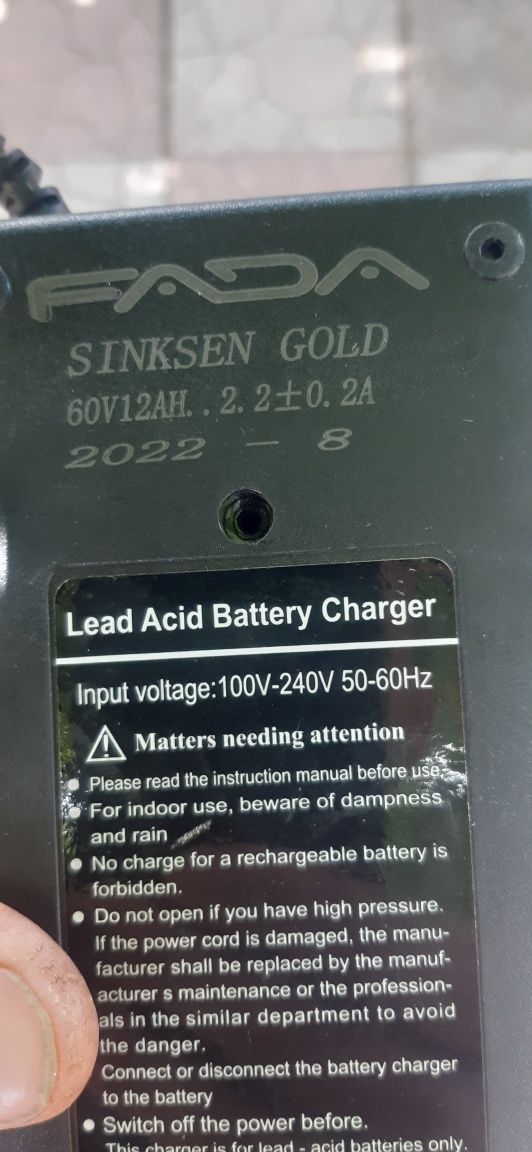 FADA
SINKSEN GOLD
60V12AH..2.2±0.2A
2022 - 8
Lead Acid Battery Charger
Input voltage:100V-240V 50-60Hz
Matters needing attention
Please read the instruction manual before use.
For indoor use, beware of dampness
and rain
No charge for a rechargeable battery is
forbidden.
Do not open if you have high pressure.
If the power cord is damaged, the manu-
facturer shall be replaced by the manuf-
acturer s maintenance or the profession-
als in the similar department to avoid
the danger.
Connect or disconnect the battery charger
to the battery
Switch off the power before.
This charger is for lead - acid batteries only.